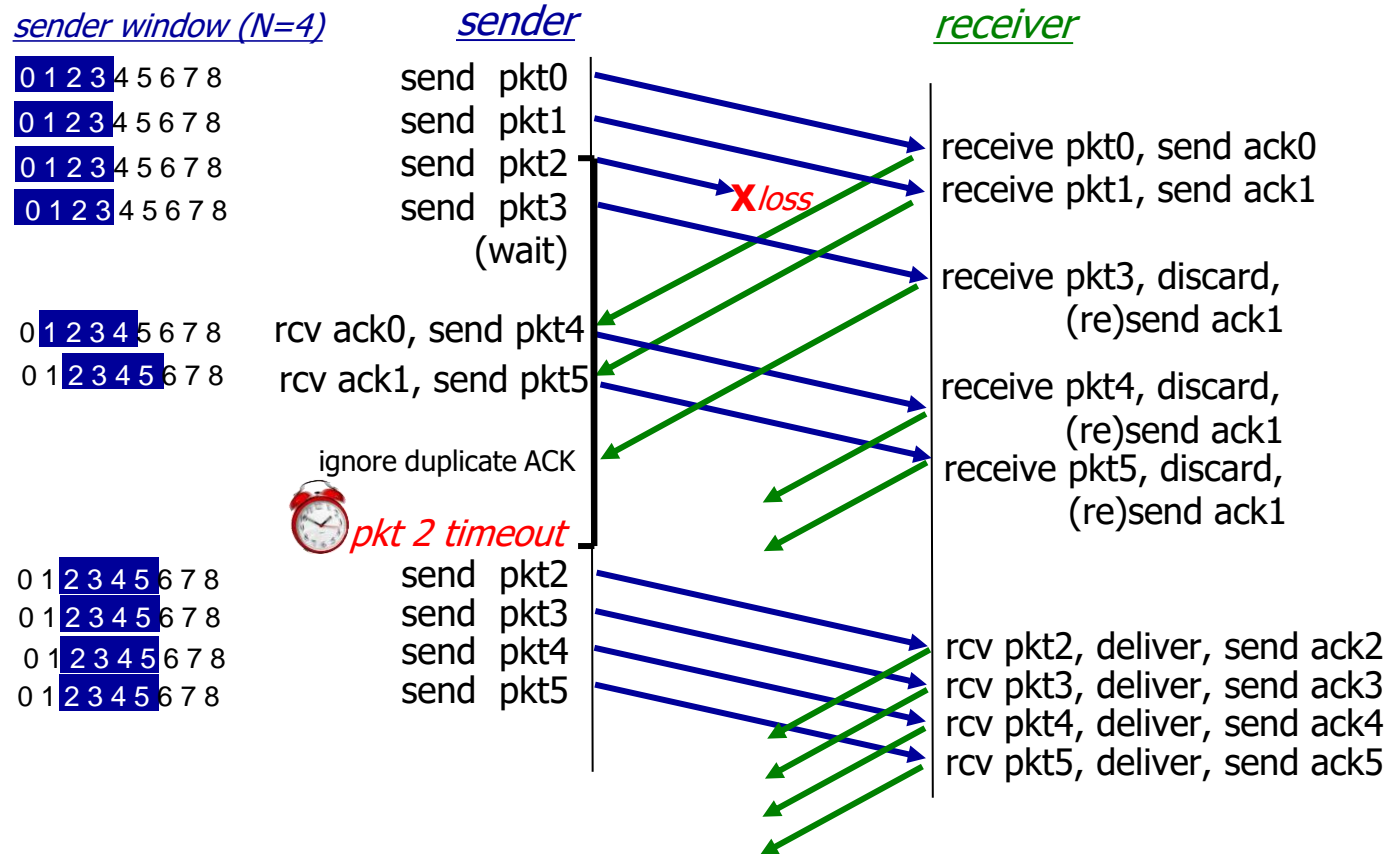 sender window (N=4) sender receiver
0 1 2 3 4 5 6 7 8 send pkt0
0 1 2 3 4 5 6 7 8 send pkt1
receive pkt0, send ack0
0 1 2 3 4 5 6 7 8 send pkt2
receive pkt1, send ack1
X loss
0 1 2 3 4 5 6 7 8 send pkt3
(wait)
receive pkt3, discard,
(re)send ack1
0 1 2 3 4 5 6 7 8 rcv ack0, send pkt4
0 1 2 3 4 5 6 7 8 rcv ack1, send pkt5
receive pkt4, discard,
(re)send ack1
ignore duplicate ACK
receive pkt5, discard,
(re)send ack1
pkt 2 timeout
0 1 2 3 4 5 6 7 8 send pkt2
0 1 2 3 4 5 6 7 8 send pkt3
0 1 2 3 4 5 6 7 8 send pkt4
0 1 2 3 4 5 6 7 8 send pkt5
rcv pkt2, deliver, send ack2
rcv pkt3, deliver, send ack3
rcv pkt4, deliver, send ack4
rcv pkt5, deliver, send ack5